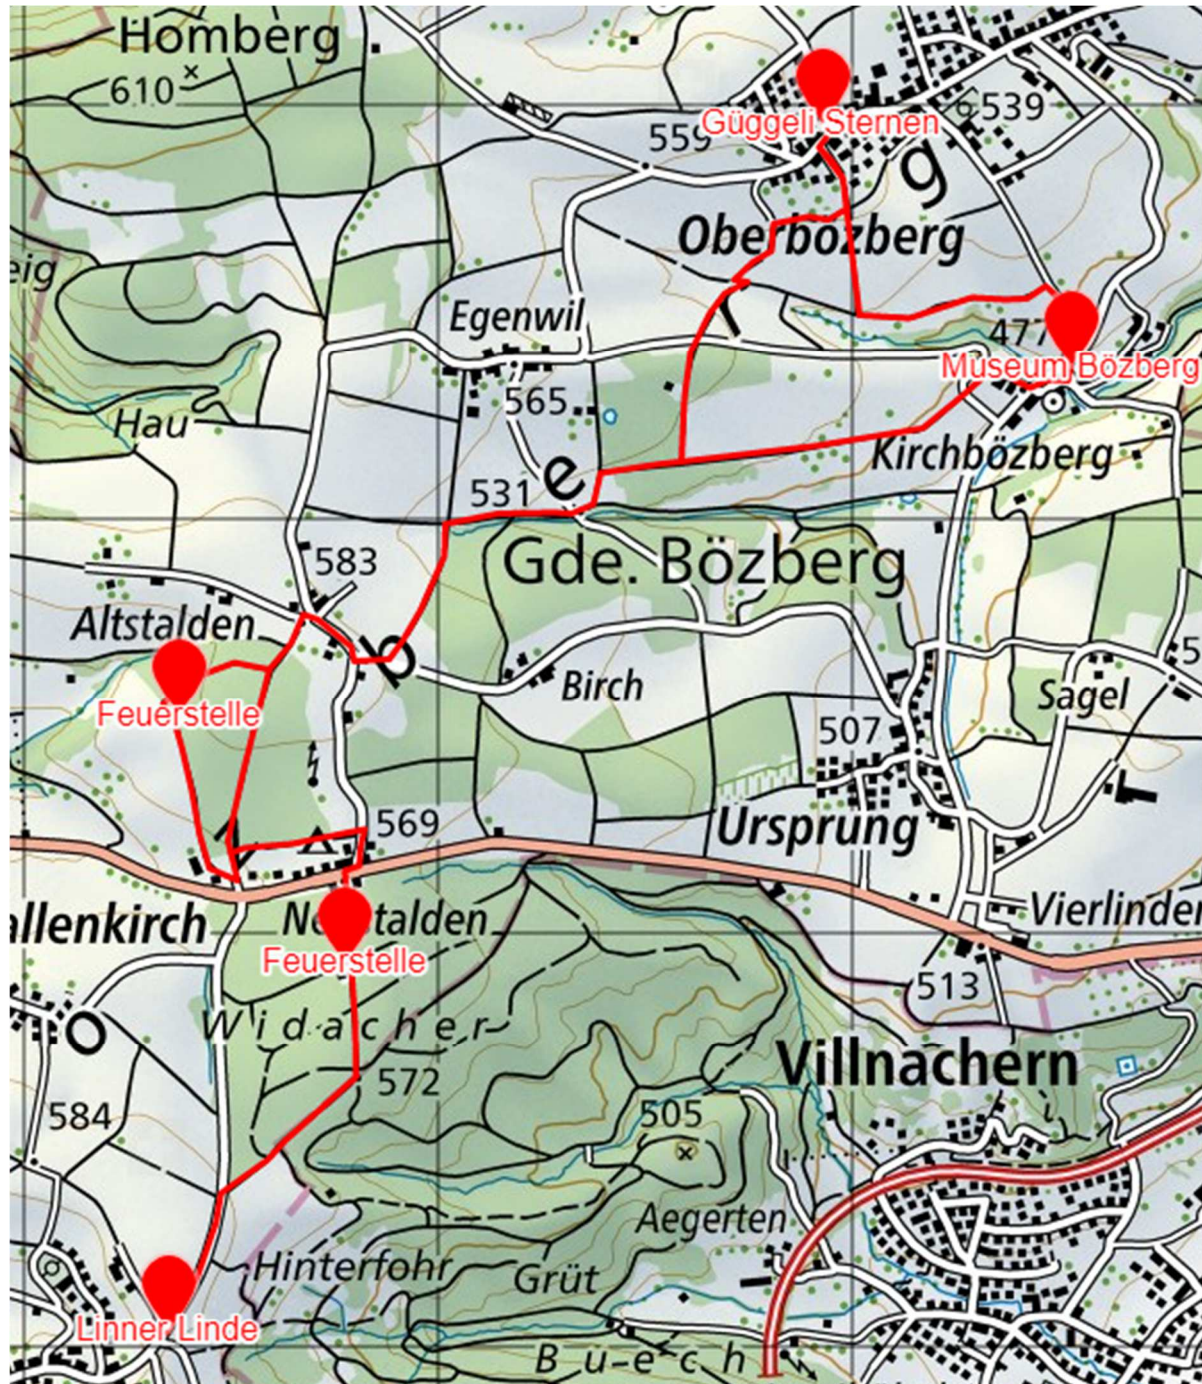 Homberg
610
Güggeli Sternen
539
559
g
Oberbözberg
eig
Egenwil
r
477
Museum Bözberg
565
Hau
Kirchbözberg
e
531
Gde. Bözberg
583
Altstalden
b
Birch
5
Sagel
Feuerstelle
507
569
Ursprung
allenkirch
Vierlinden
Feuerstelle
513
Widacher
o
Villnachern
572
584
505
Aegerten
Hinterfohr
Grüt
Linner Linde
Buech